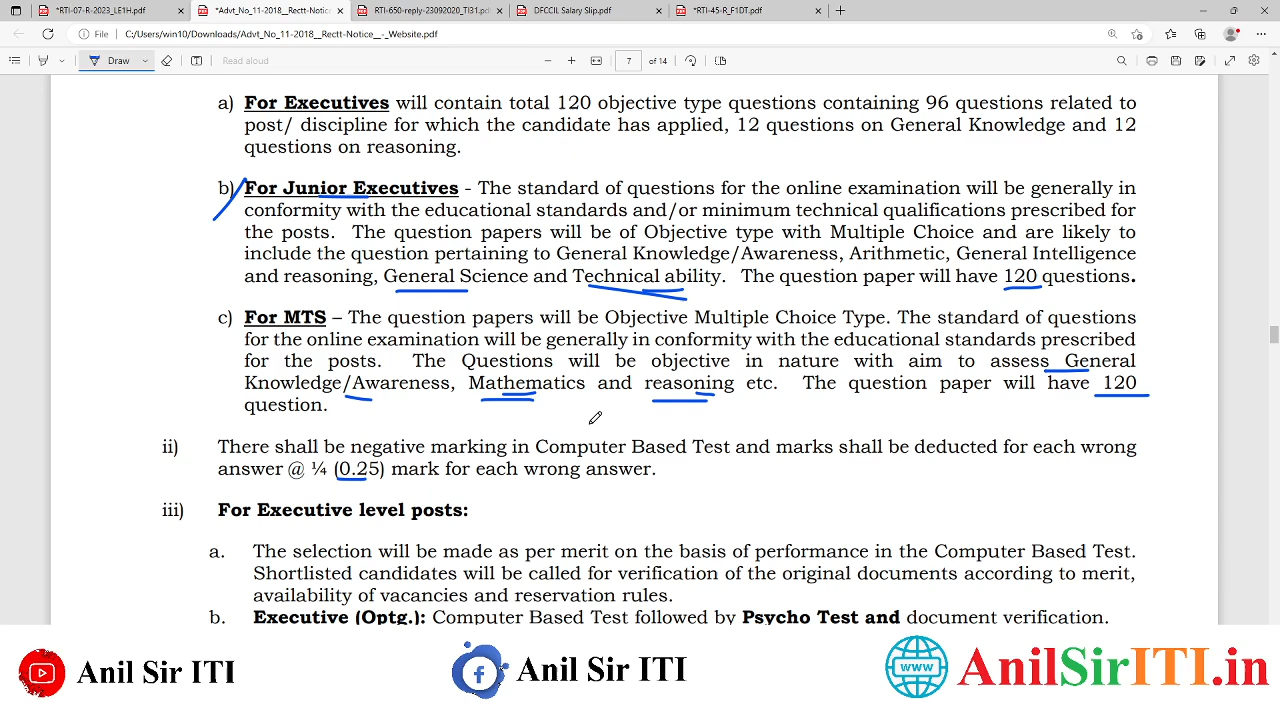 *RTI-07-R-2023_LE1H.pdf
*Advt_No_11-2018__Rectt-Notice
RTI-650-reply-23092020_TI31.pd
DFCCIL Salary Slip.pdf
*RTI-45-R_F1DT.pdf
File
C:/Users/win10/Downloads/Advt_No_11-2018__Rectt-Notice__-_Website.pdf
Draw
Read aloud
7 of 14
a) For Executives will contain total 120 objective type questions containing 96 questions related to
post/ discipline for which the candidate has applied, 12 questions on General Knowledge and 12
questions on reasoning.
b) For Junior Executives - The standard of questions for the online examination will be generally in
conformity with the educational standards and/or minimum technical qualifications prescribed for
the posts. The question papers will be of Objective type with Multiple Choice and are likely to
include the question pertaining to General Knowledge/Awareness, Arithmetic, General Intelligence
and reasoning, General Science and Technical ability. The question paper will have 120 questions.
c) For MTS – The question papers will be Objective Multiple Choice Type. The standard of questions
for the online examination will be generally in conformity with the educational standards prescribed
for the posts. The Questions will be objective in nature with aim to assess General
Knowledge/Awareness, Mathematics and reasoning etc. The question paper will have 120
question.
ii) There shall be negative marking in Computer Based Test and marks shall be deducted for each wrong
answer @ ¼ (0.25) mark for each wrong answer.
iii) For Executive level posts:
a. The selection will be made as per merit on the basis of performance in the Computer Based Test.
Shortlisted candidates will be called for verification of the original documents according to merit,
availability of vacancies and reservation rules.
b. Executive (Optg.): Computer Based Test followed by Psycho Test and document verification.
Anil Sir ITI
f
Anil Sir ITI
www
AnilSirITI.in